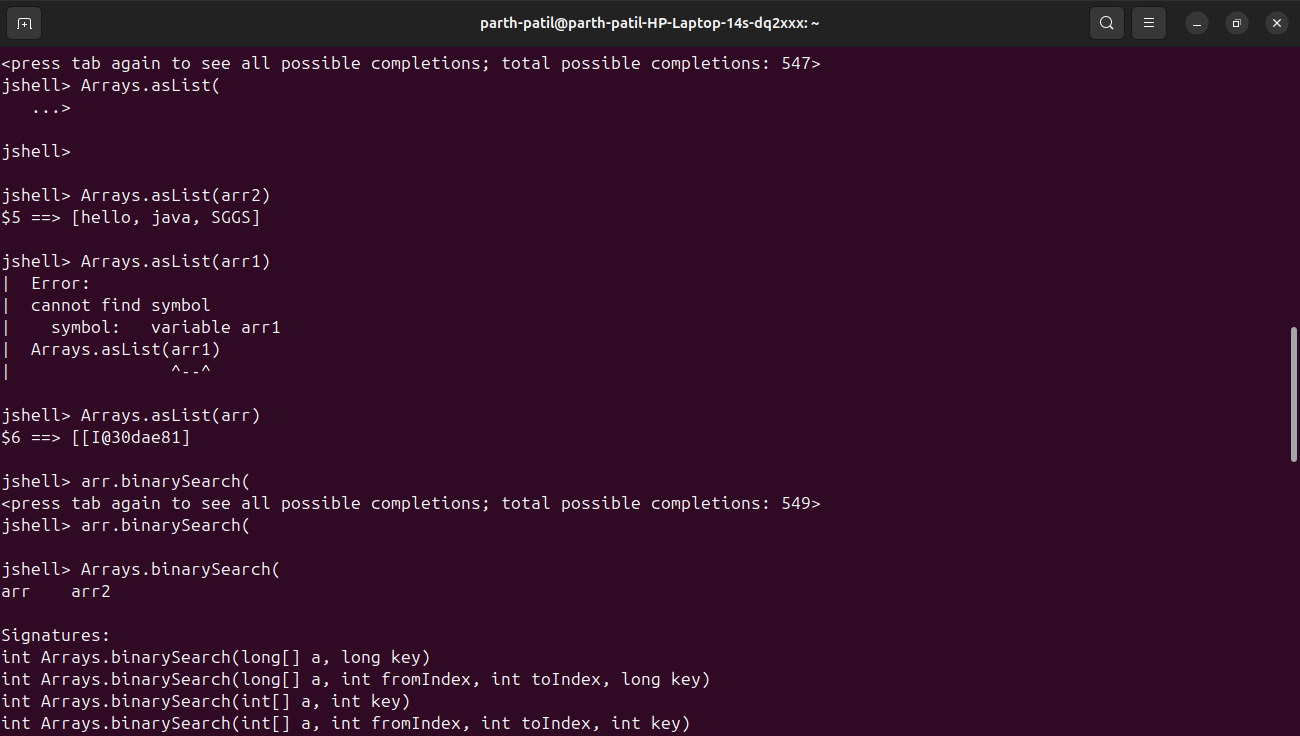 parth-patil@parth-patil-HP-Laptop-14s-dq2xxx: ~
<press tab again to see all possible completions; total possible completions: 547>
jshell> Arrays.asList(
   ...>
jshell>
jshell> Arrays.asList(arr2)
$5 ==> [hello, java, SGGS]
jshell> Arrays.asList(arr1)
|  Error:
|  cannot find symbol
|    symbol:   variable arr1
|  Arrays.asList(arr1)
|                ^--^
jshell> Arrays.asList(arr)
$6 ==> [[I@30dae81]
jshell> arr.binarySearch(
<press tab again to see all possible completions; total possible completions: 549>
jshell> arr.binarySearch(
jshell> Arrays.binarySearch(
arr    arr2
Signatures:
int Arrays.binarySearch(long[] a, long key)
int Arrays.binarySearch(long[] a, int fromIndex, int toIndex, long key)
int Arrays.binarySearch(int[] a, int key)
int Arrays.binarySearch(int[] a, int fromIndex, int toIndex, int key)